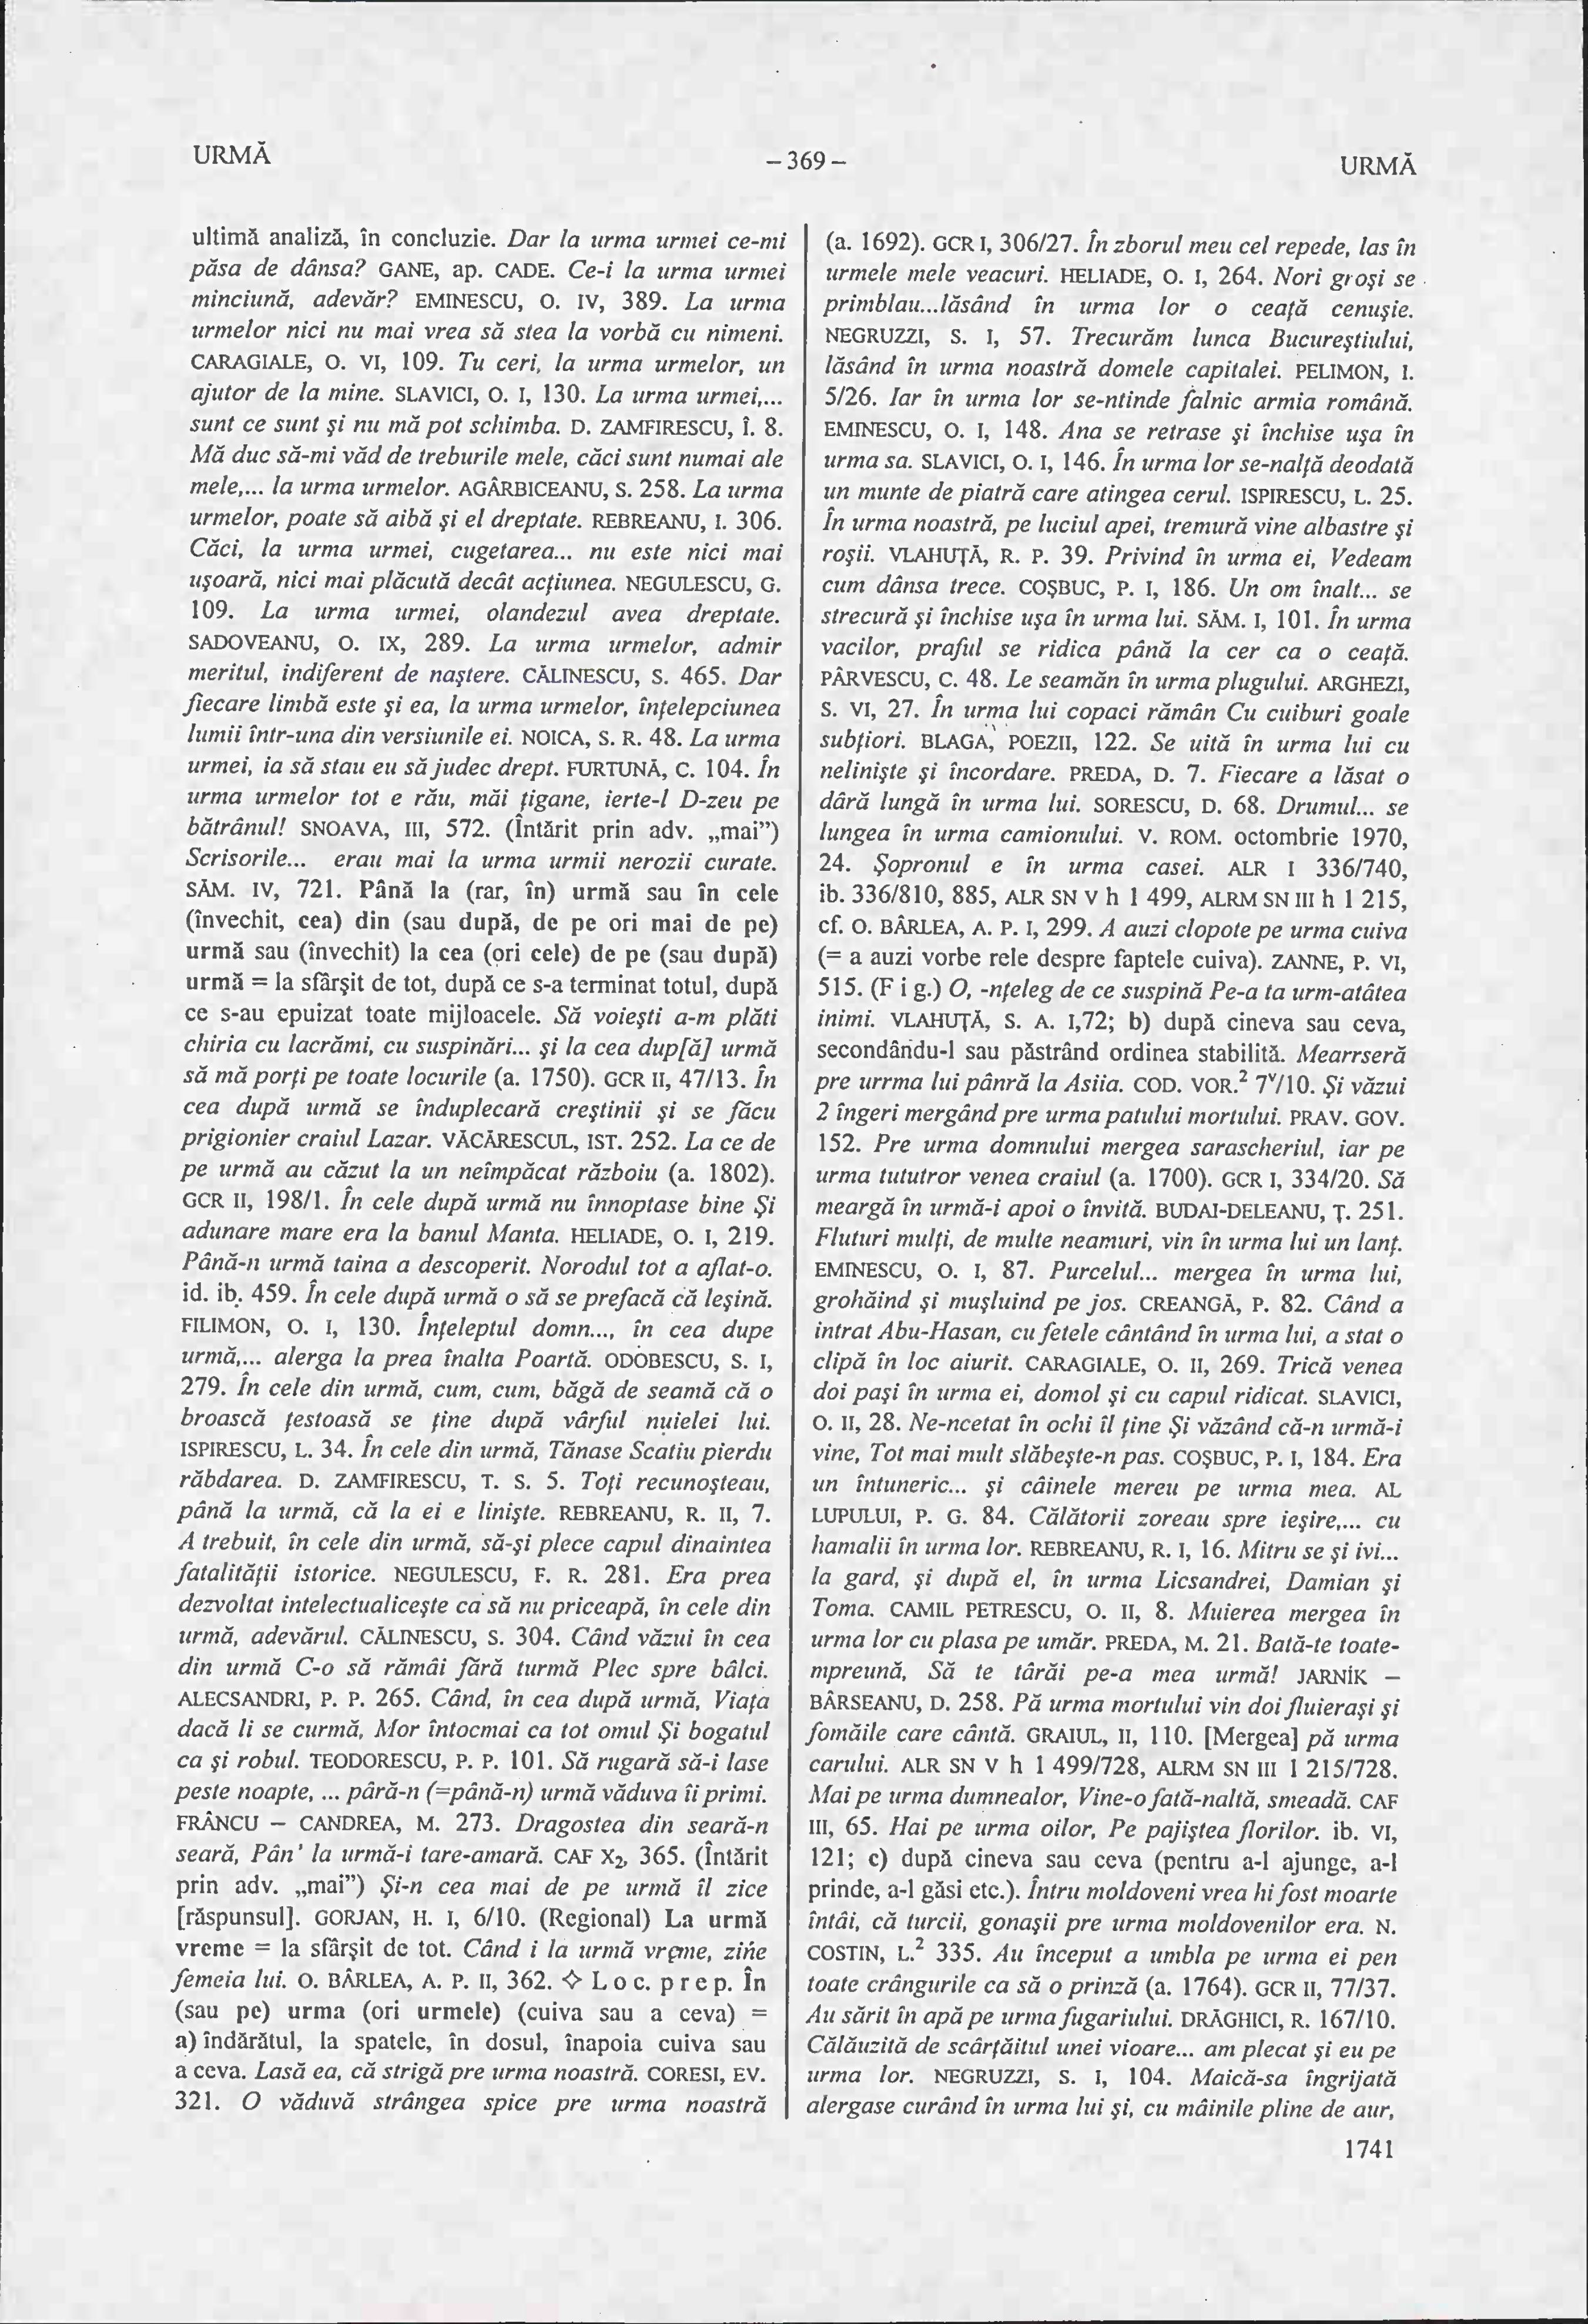 URMĂ
– 369 –
URMĂ
ultimă analiză, în concluzie. Dar la urma urmei ce-mi
păsa de dânsa? GANE, ap. CADE. Ce-i la urma urmei
minciună, adevăr? EMINESCU, O. IV, 389. La urma
urmelor nici nu mai vrea să stea la vorbă cu nimeni.
CARAGIALE, O. VI, 109. Tu ceri, la urma urmelor, un
ajutor de la mine. SLAVICI, O. I, 130. La urma urmei,...
sunt ce sunt şi nu mă pot schimba. D. ZAMFIRESCU, Î. 8.
Mă duc să-mi văd de treburile mele, căci sunt numai ale
mele,... la urma urmelor. AGÂRBICEANU, S. 258. La urma
urmelor, poate să aibă şi el dreptate. REBREANU, I. 306.
Căci, la urma urmei, cugetarea... nu este nici mai
uşoară, nici mai plăcută decât acţiunea. NEGULESCU, G.
109. La urma urmei, olandezul avea dreptate.
SADOVEANU, O. IX, 289. La urma urmelor, admir
meritul, indiferent de naştere. CĂLINESCU, S. 465. Dar
fiecare limbă este şi ea, la urma urmelor, înţelepciunea
lumii într-una din versiunile ei. NOICA, S. R. 48. La urma
urmei, ia să stau eu să judec drept. FURTUNĂ, C. 104. În
urma urmelor tot e rău, măi ţigane, ierte-l D-zeu pe
bătrânul! SNOAVA, III, 572. (Întărit prin adv. „mai”)
Scrisorile... erau mai la urma urmii nerozii curate.
SĂM. IV, 721. Până la (rar, în) urmă sau în cele
(învechit, cea) din (sau după, de pe ori mai de pe)
urmă sau (învechit) la cea (ori cele) de pe (sau după)
urmă = la sfârşit de tot, după ce s-a terminat totul, după
ce s-au epuizat toate mijloacele. Să voieşti a-m plăti
chiria cu lacrămi, cu suspinări... şi la cea dup[ă] urmă
să mă porţi pe toate locurile (a. 1750). GCR II, 47/13. În
cea după urmă se înduplecară creştinii şi se făcu
prigionier craiul Lazar. VĂCĂRESCUL, IST. 252. La ce de
pe urmă au căzut la un neîmpăcat războiu (a. 1802).
GCR II, 198/1. În cele după urmă nu înnoptase bine Şi
adunare mare era la banul Manta. HELIADE, O. I, 219.
Până-n urmă taina a descoperit. Norodul tot a aflat-o.
id. ib. 459. În cele după urmă o să se prefacă că leşină.
FILIMON, O. I, 130. Înţeleptul domn..., în cea dupe
urmă,... alerga la prea înalta Poartă. ODOBESCU, S. I,
279. În cele din urmă, cum, cum, băgă de seamă că o
broască ţestoasă se ţine după vârful nuielei lui.
ISPIRESCU, L. 34. În cele din urmă, Tănase Scatiu pierdu
răbdarea. D. ZAMFIRESCU, T. S. 5. Toţi recunoşteau,
până la urmă, că la ei e linişte. REBREANU, R. II, 7.
A trebuit, în cele din urmă, să-şi plece capul dinaintea
fatalităţii istorice. NEGULESCU, F. R. 281. Era prea
dezvoltat intelectualiceşte ca să nu priceapă, în cele din
urmă, adevărul. CĂLINESCU, S. 304. Când văzui în cea
din urmă C-o să rămâi fără turmă Plec spre bâlci.
ALECSANDRI, P. P. 265. Când, în cea după urmă, Viaţa
dacă li se curmă, Mor întocmai ca tot omul Şi bogatul
ca şi robul. TEODORESCU, P. P. 101. Să rugară să-i lase
peste noapte, ... pâră-n (=până-n) urmă văduva îi primi.
FRÂNCU – CANDREA, M. 273. Dragostea din seară-n
seară, Pân’ la urmă-i tare-amară. CAF X2, 365. (Întărit
prin adv. „mai”) Şi-n cea mai de pe urmă îl zice
[răspunsul]. GORJAN, H. I, 6/10. (Regional) La urmă
vreme = la sfârşit de tot. Când i la urmă vręme, zińe
femeia lui. O. BÂRLEA, A. P. II, 362. ✧ L o c. p r e p. În
(sau pe) urma (ori urmele) (cuiva sau a ceva) =
a) îndărătul, la spatele, în dosul, înapoia cuiva sau
a ceva. Lasă ea, că strigă pre urma noastră. CORESI, EV.
321. O văduvă strângea spice pre urma noastră
(a. 1692). GCR I, 306/27. În zborul meu cel repede, las în
urmele mele veacuri. HELIADE, O. I, 264. Nori groşi se
primblau...lăsând în urma lor o ceaţă cenuşie.
NEGRUZZI, S. I, 57. Trecurăm lunca Bucureştiului,
lăsând în urma noastră domele capitalei. PELIMON, I.
5/26. Iar în urma lor se-ntinde falnic armia română.
EMINESCU, O. I, 148. Ana se retrase şi închise uşa în
urma sa. SLAVICI, O. I, 146. În urma lor se-nalţă deodată
un munte de piatră care atingea cerul. ISPIRESCU, L. 25.
În urma noastră, pe luciul apei, tremură vine albastre şi
roşii. VLAHUŢĂ, R. P. 39. Privind în urma ei, Vedeam
cum dânsa trece. COŞBUC, P. I, 186. Un om înalt... se
strecură şi închise uşa în urma lui. SĂM. I, 101. În urma
vacilor, praful se ridica până la cer ca o ceaţă.
PÂRVESCU, C. 48. Le seamăn în urma plugului. ARGHEZI,
S. VI, 27. În urma lui copaci rămân Cu cuiburi goale
subţiori. BLAGA, POEZII, 122. Se uită în urma lui cu
nelinişte şi încordare. PREDA, D. 7. Fiecare a lăsat o
dâră lungă în urma lui. SORESCU, D. 68. Drumul... se
lungea în urma camionului. V. ROM. octombrie 1970,
24. Şopronul e în urma casei. ALR I 336/740,
ib. 336/810, 885, ALR SN V h 1 499, ALRM SN III h 1 215,
cf. O. BÂRLEA, A. P. I, 299. A auzi clopote pe urma cuiva
(= a auzi vorbe rele despre faptele cuiva). ZANNE, P. VI,
515. (F i g.) O, -nţeleg de ce suspină Pe-a ta urm-atâtea
inimi. VLAHUŢĂ, S. A. I,72; b) după cineva sau ceva,
secondându-l sau păstrând ordinea stabilită. Mearrseră
pre urrma lui pânră la Asiia. COD. VOR.² 7ᵛ/10. Şi văzui
2 îngeri mergând pre urma patului mortului. PRAV. GOV.
152. Pre urma domnului mergea sarascheriul, iar pe
urma tututror venea craiul (a. 1700). GCR I, 334/20. Să
meargă în urmă-i apoi o învită. BUDAI-DELEANU, Ţ. 251.
Fluturi mulţi, de multe neamuri, vin în urma lui un lanţ.
EMINESCU, O. I, 87. Purcelul... mergea în urma lui,
grohăind şi muşluind pe jos. CREANGĂ, P. 82. Când a
intrat Abu-Hasan, cu fetele cântând în urma lui, a stat o
clipă în loc aiurit. CARAGIALE, O. II, 269. Trică venea
doi paşi în urma ei, domol şi cu capul ridicat. SLAVICI,
O. II, 28. Ne-ncetat în ochi îl ţine Şi văzând că-n urmă-i
vine, Tot mai mult slăbeşte-n pas. COŞBUC, P. I, 184. Era
un întuneric... şi câinele mereu pe urma mea. AL
LUPULUI, P. G. 84. Călătorii zoreau spre ieşire,... cu
hamalii în urma lor. REBREANU, R. I, 16. Mitru se şi ivi...
la gard, şi după el, în urma Licsandrei, Damian şi
Toma. CAMIL PETRESCU, O. II, 8. Muierea mergea în
urma lor cu plasa pe umăr. PREDA, M. 21. Bată-te toate-
mpreună, Să te târăi pe-a mea urmă! JARNÍK –
BÂRSEANU, D. 258. Pă urma mortului vin doi fluieraşi şi
fomăile care cântă. GRAIUL, II, 110. [Mergea] pă urma
carului. ALR SN V h 1 499/728, ALRM SN III 1 215/728.
Mai pe urma dumnealor, Vine-o fată-naltă, smeadă. CAF
III, 65. Hai pe urma oilor, Pe pajiştea florilor. ib. VI,
121; c) după cineva sau ceva (pentru a-l ajunge, a-l
prinde, a-l găsi etc.). Întru moldoveni vrea hi fost moarte
întâi, că turcii, gonaşii pre urma moldovenilor era. N.
COSTIN, L.² 335. Au început a umbla pe urma ei pen
toate crângurile ca să o prinză (a. 1764). GCR II, 77/37.
Au sărit în apă pe urma fugariului. DRĂGHICI, R. 167/10.
Călăuzită de scârţăitul unei vioare... am plecat şi eu pe
urma lor. NEGRUZZI, S. I, 104. Maică-sa îngrijată
alergase curând în urma lui şi, cu mâinile pline de aur,
1741